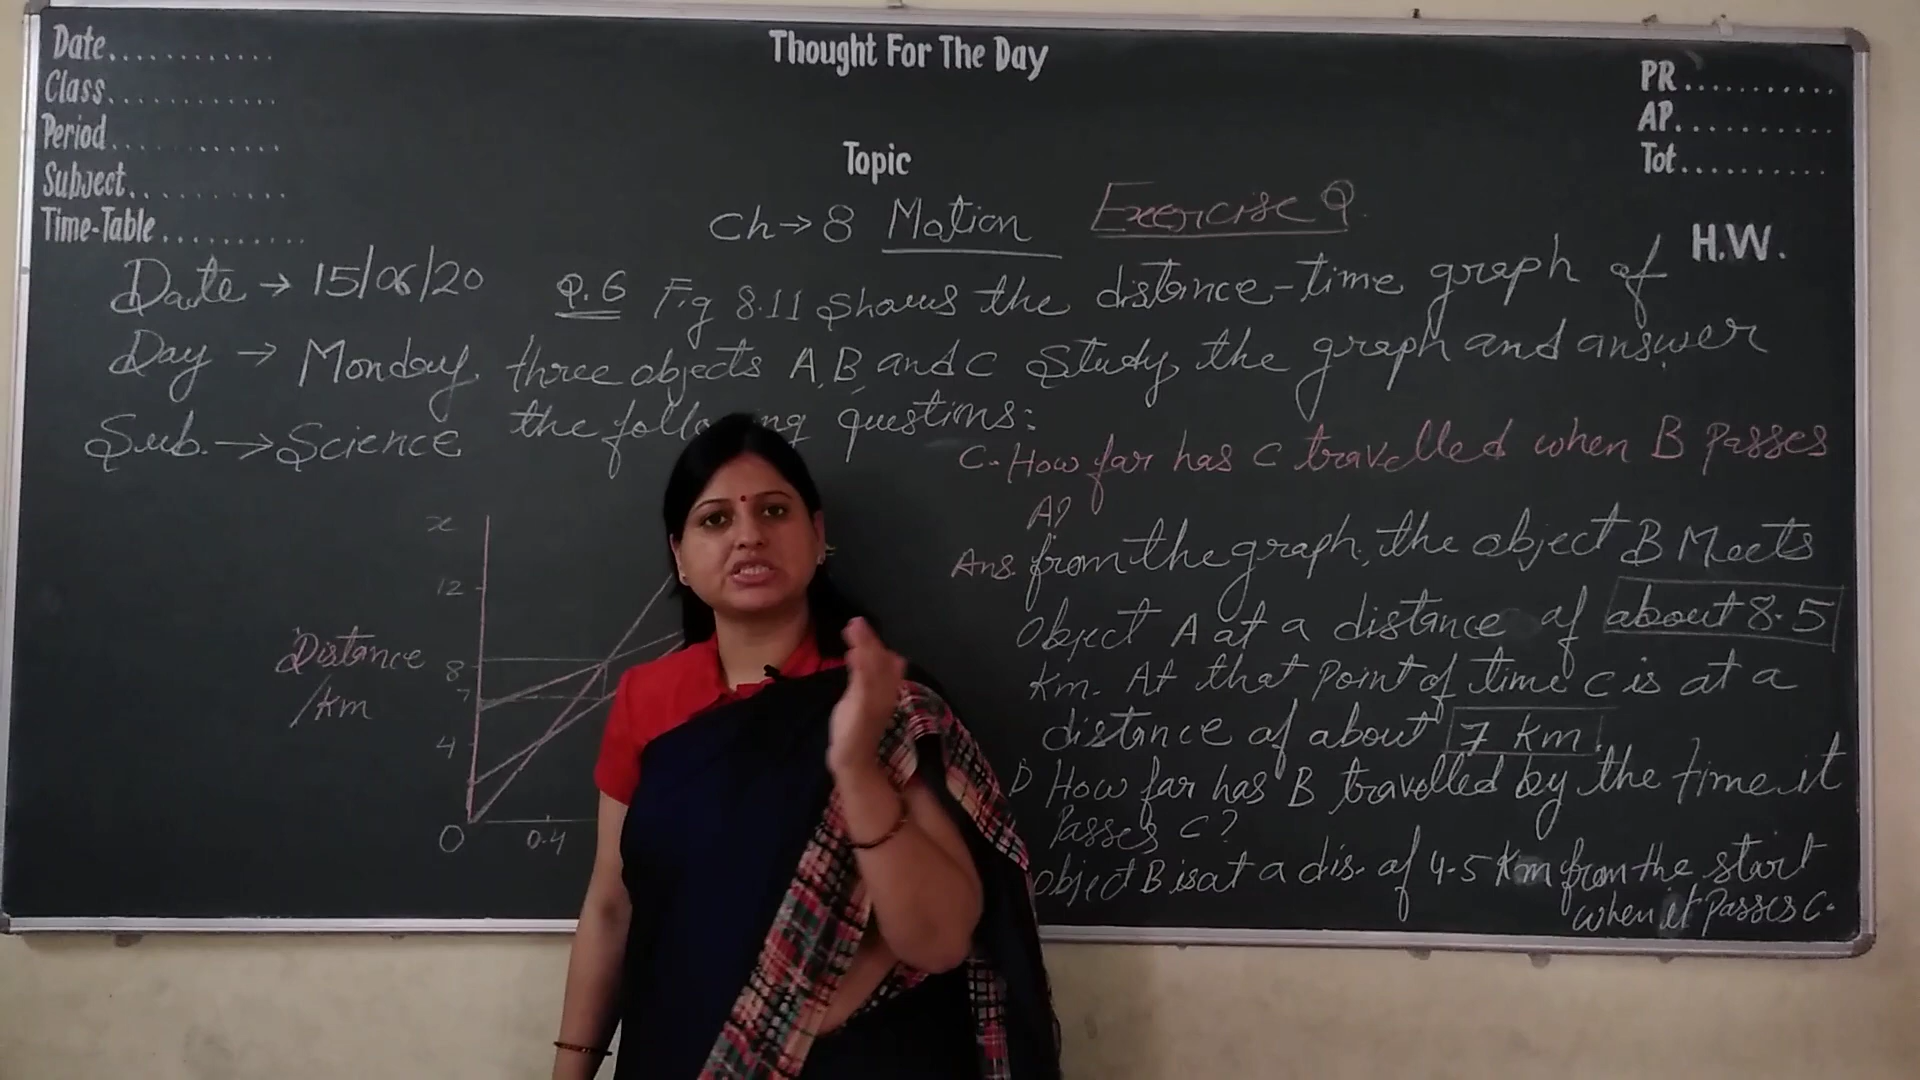 Date............
Class............
Period............
Subject............
Time-Table..........
Thought For The Day
PR............
AP............
Tot............
Topic
Ch→8 Motion Exercise Q.
H.W.
Date → 15/06/20
Day → Monday
Sub. → Science
Q.6 Fig 8.11 shows the distance-time graph of
three objects A, B, and C Study the graph and answer
the questions:
C. How far has C travelled when B passes
A?
Ans. from the graph, the object B Meets
object A at a distance of about 8.5
Km. At that point of time C is at a
distance of about 7 Km.
D How far has B travelled by the time it
Passes C?
object B is at a dis. of 4.5 Km from the start
when it passes C.
x
12
8
7
4
0
0.4
Distance
/km